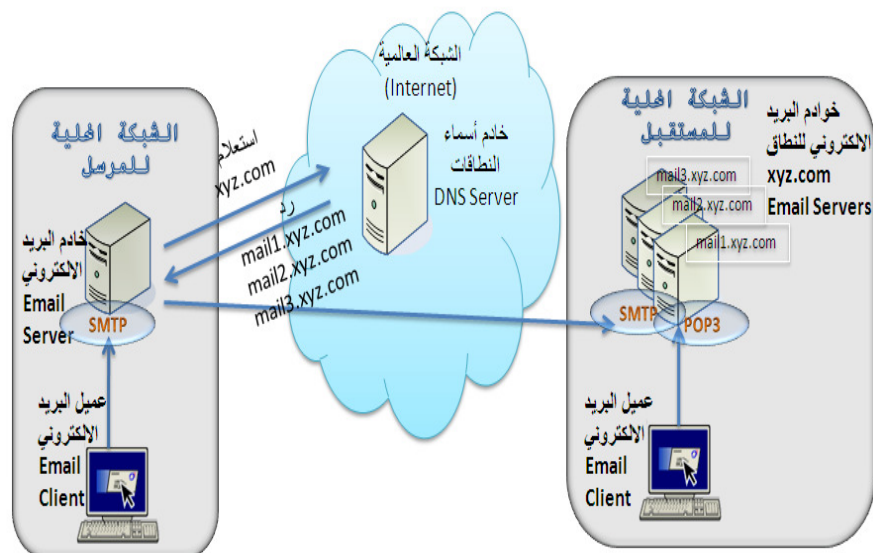 الشبكة العالمية
(Internet)
خادم أسماء
النطاقات
DNS Server
استعلام
xyz.com
رد
mail1.xyz.com
mail2.xyz.com
mail3.xyz.com
الشبكة المحلية
للمرسل
خادم البريد
الالكتروني
Email
Server
SMTP
عميل البريد
الالكتروني
Email
Client
الشبكة المحلية
للمستقبل
خوادم البريد
الالكتروني للنطاق
xyz.com
Email Servers
mail3.xyz.com
mail2.xyz.com
mail1.xyz.com
SMTP
POP3
عميل البريد
الالكتروني
Email
Client